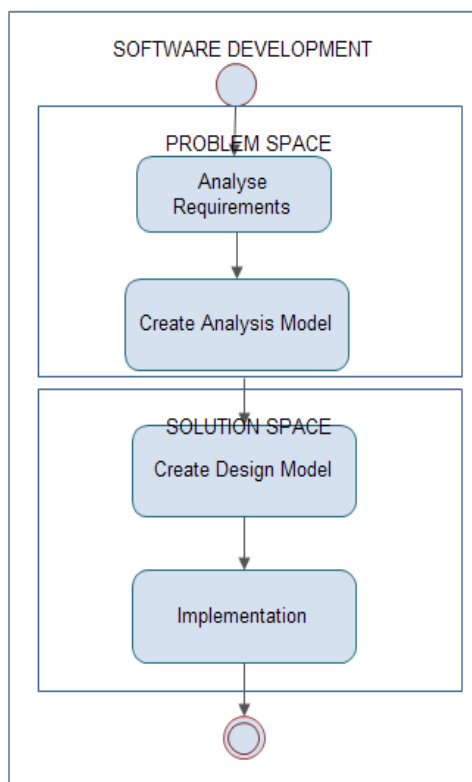 SOFTWARE DEVELOPMENT
PROBLEM SPACE
Analyse
Requirements
Create Analysis Model
SOLUTION SPACE
Create Design Model
Implementation